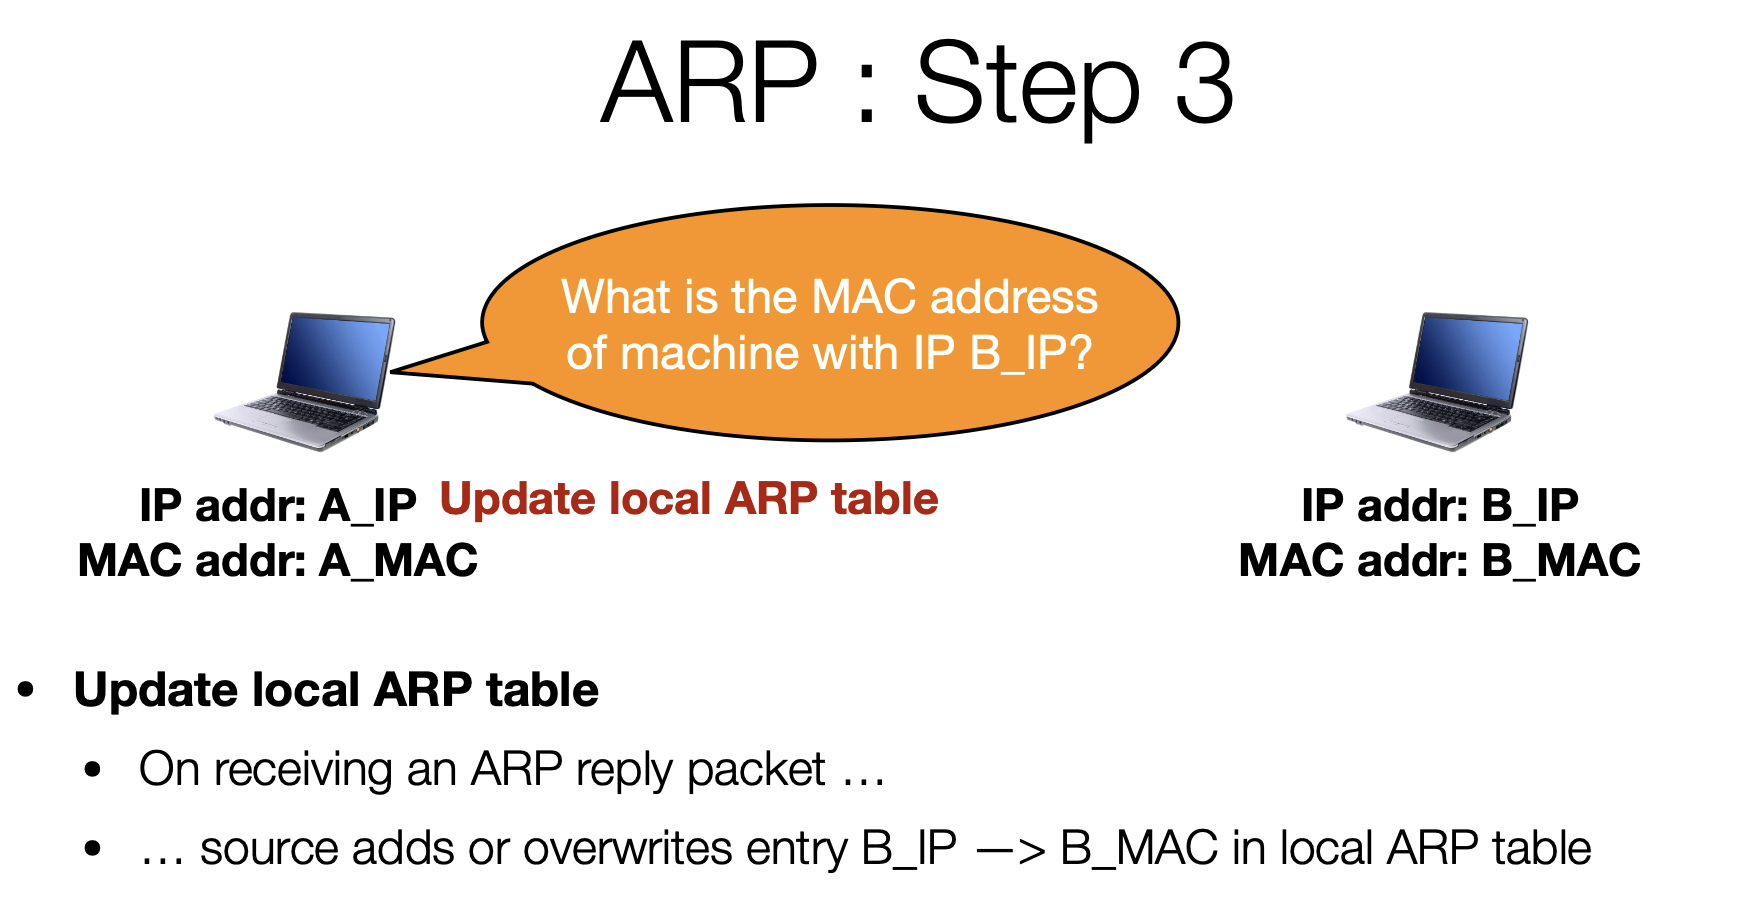 ARP : Step 3
What is the MAC address
of machine with IP B_IP?
IP addr: A_IP
MAC addr: A_MAC
Update local ARP table
IP addr: B_IP
MAC addr: B_MAC
• Update local ARP table
• On receiving an ARP reply packet …
• … source adds or overwrites entry B_IP —> B_MAC in local ARP table